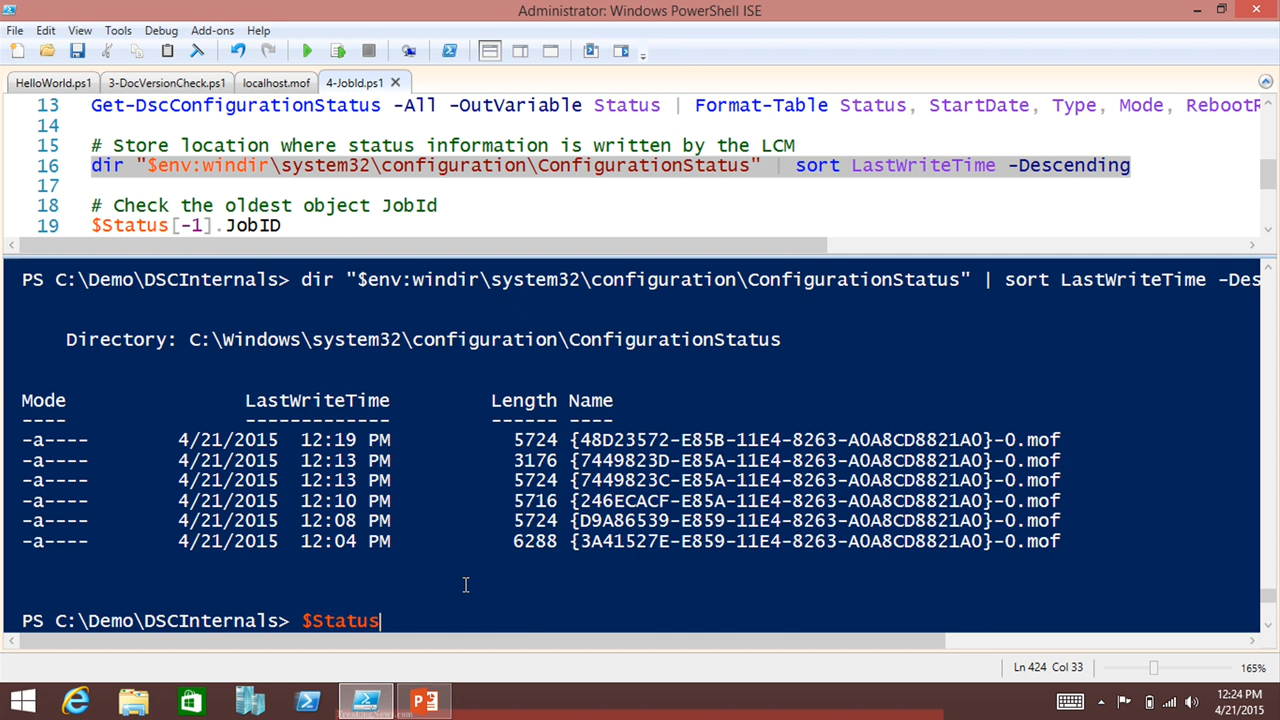 Administrator: Windows PowerShell ISE
File Edit View Tools Debug Add-ons Help
HelloWorld.ps1 3-DocVersionCheck.ps1 localhost.mof 4-JobId.ps1
13 Get-DscConfigurationStatus -All -OutVariable Status | Format-Table Status, StartDate, Type, Mode, RebootR
14
15 # Store location where status information is written by the LCM
16 dir "$env:windir\system32\configuration\ConfigurationStatus" | sort LastWriteTime -Descending
17
18 # Check the oldest object JobId
19 $Status[-1].JobID
PS C:\Demo\DSCInternals> dir "$env:windir\system32\configuration\ConfigurationStatus" | sort LastWriteTime -Des
Directory: C:\Windows\system32\configuration\ConfigurationStatus
Mode LastWriteTime Length Name
---- ------------- ------ ----
-a---- 4/21/2015 12:19 PM 5724 {48D23572-E85B-11E4-8263-A0A8CD8821A0}-0.mof
-a---- 4/21/2015 12:13 PM 3176 {7449823D-E85A-11E4-8263-A0A8CD8821A0}-0.mof
-a---- 4/21/2015 12:13 PM 5724 {7449823C-E85A-11E4-8263-A0A8CD8821A0}-0.mof
-a---- 4/21/2015 12:10 PM 5716 {246ECACF-E85A-11E4-8263-A0A8CD8821A0}-0.mof
-a---- 4/21/2015 12:08 PM 5724 {D9A86539-E859-11E4-8263-A0A8CD8821A0}-0.mof
-a---- 4/21/2015 12:04 PM 6288 {3A41527E-E859-11E4-8263-A0A8CD8821A0}-0.mof
PS C:\Demo\DSCInternals> $Status
Ln 424 Col 33 165%
12:24 PM
4/21/2015